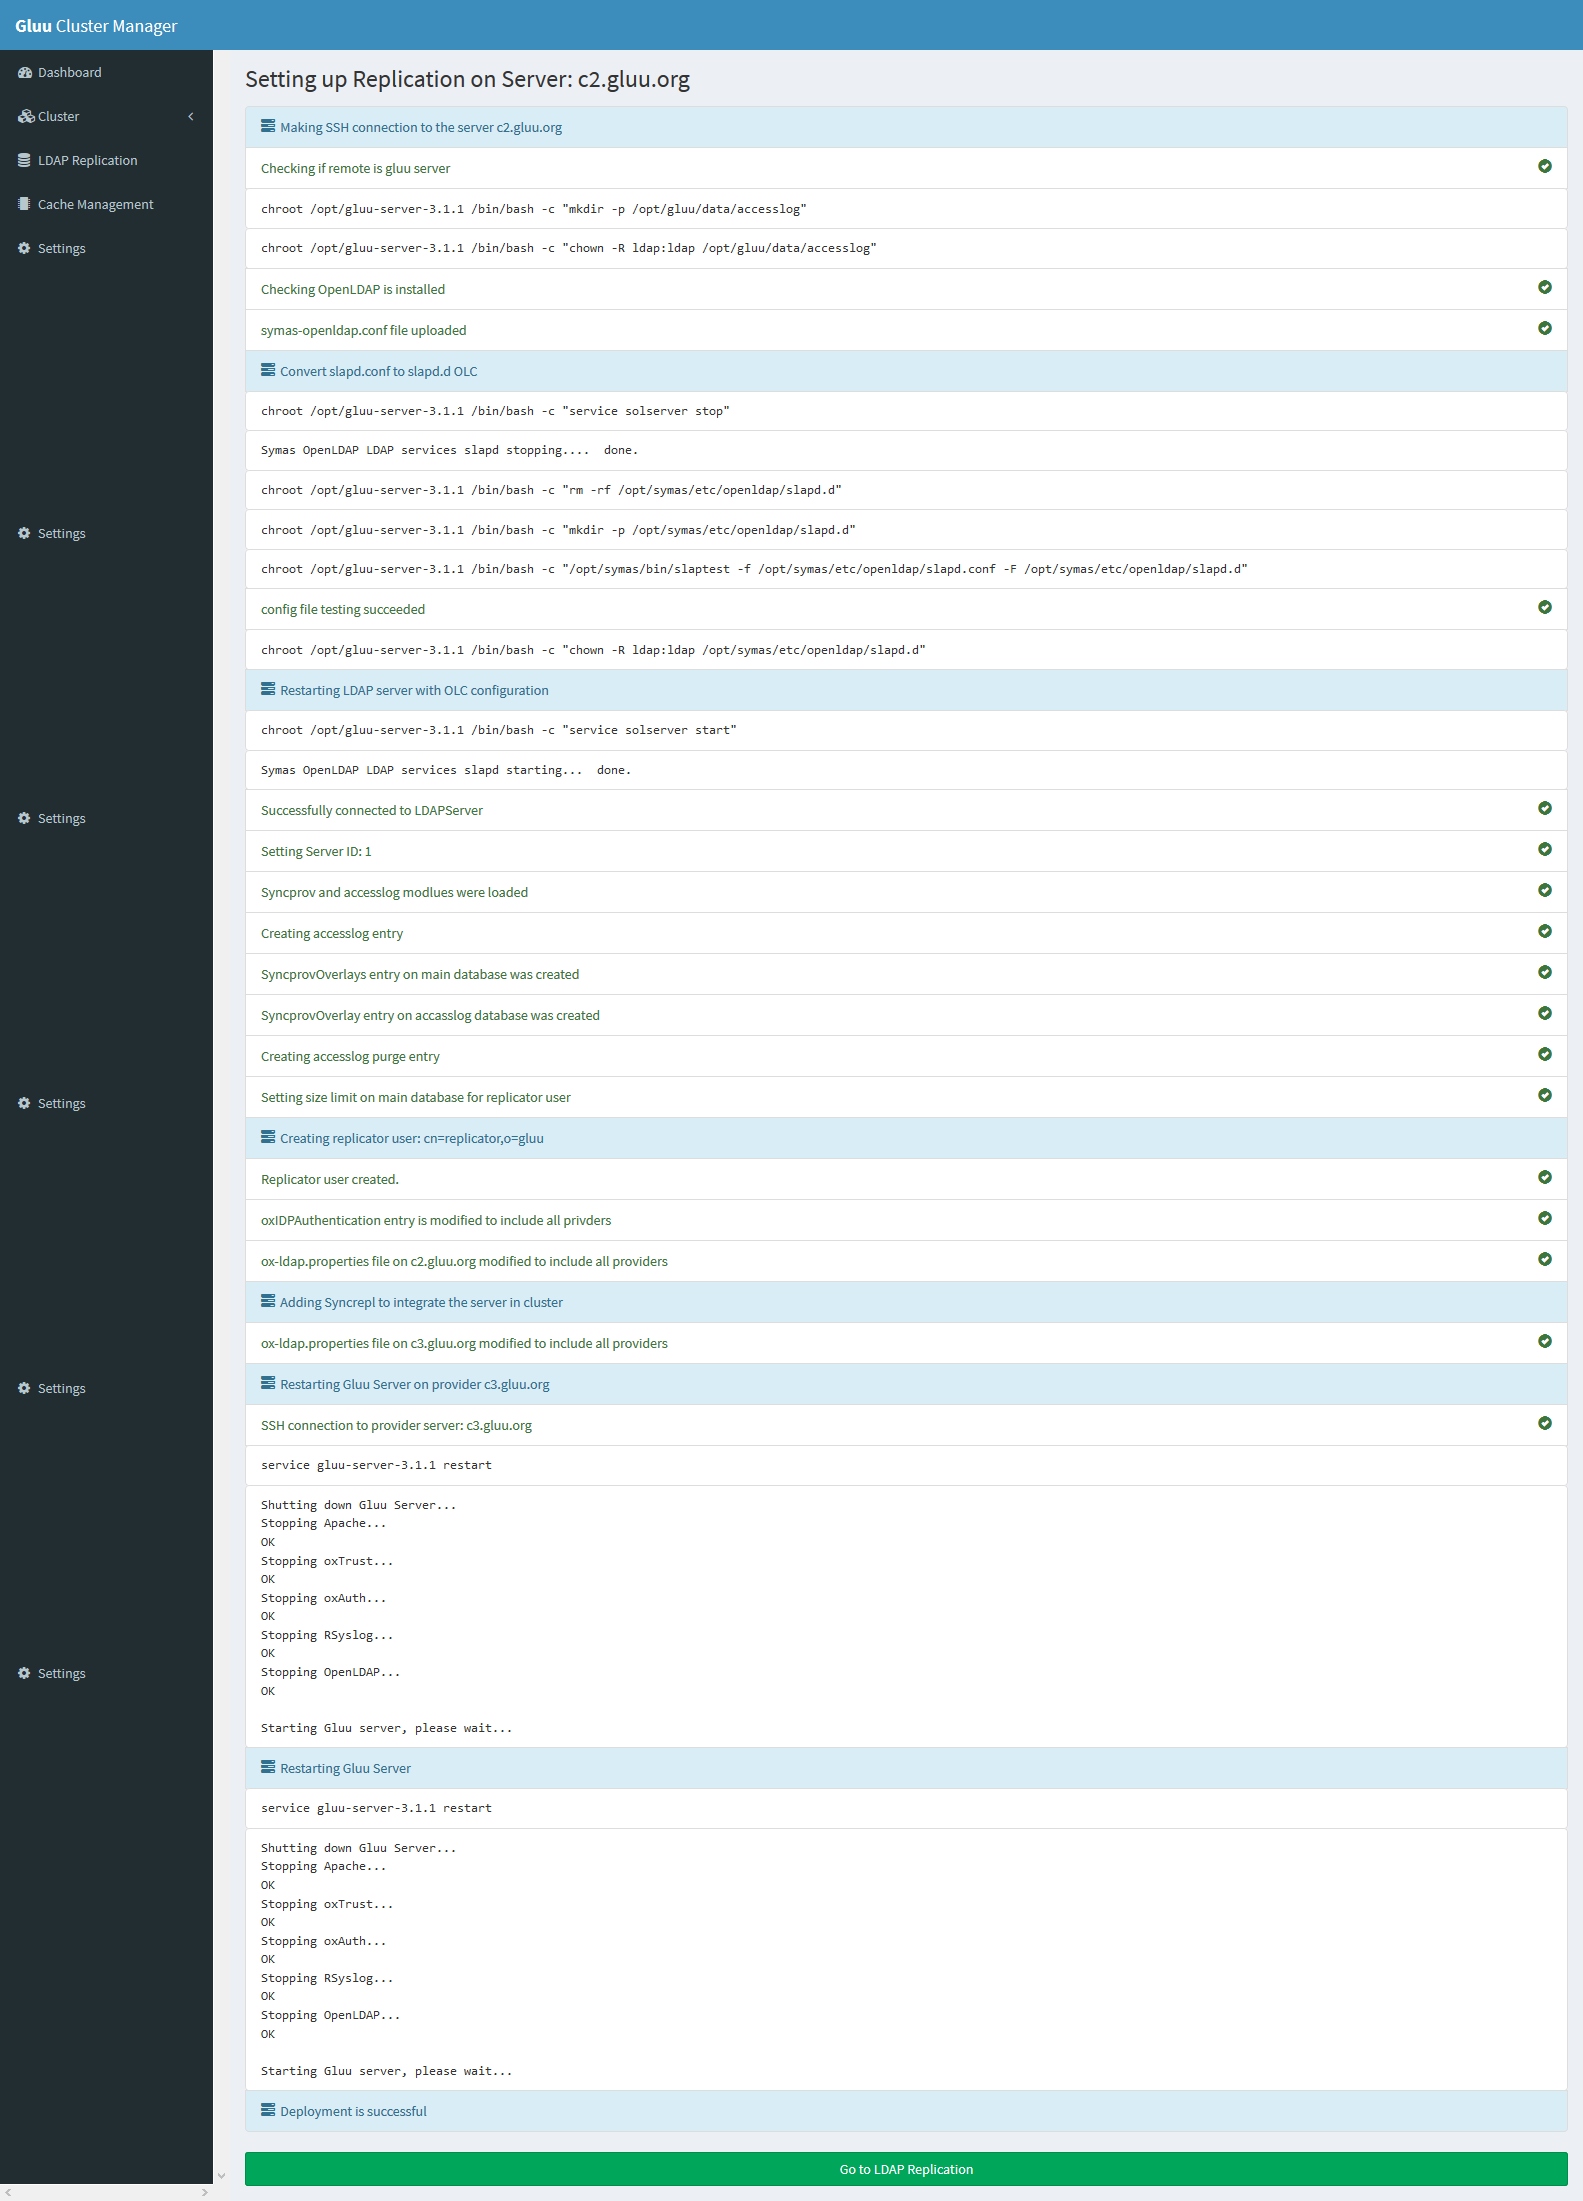 Gluu Cluster Manager
Dashboard
Cluster
LDAP Replication
Cache Management
Settings
Settings
Settings
Settings
Settings
Settings
Setting up Replication on Server: c2.gluu.org
Making SSH connection to the server c2.gluu.org
Checking if remote is gluu server
chroot /opt/gluu-server-3.1.1 /bin/bash -c "mkdir -p /opt/gluu/data/accesslog"
chroot /opt/gluu-server-3.1.1 /bin/bash -c "chown -R ldap:ldap /opt/gluu/data/accesslog"
Checking OpenLDAP is installed
symas-openldap.conf file uploaded
Convert slapd.conf to slapd.d OLC
chroot /opt/gluu-server-3.1.1 /bin/bash -c "service solserver stop"
Symas OpenLDAP LDAP services slapd stopping....  done.
chroot /opt/gluu-server-3.1.1 /bin/bash -c "rm -rf /opt/symas/etc/openldap/slapd.d"
chroot /opt/gluu-server-3.1.1 /bin/bash -c "mkdir -p /opt/symas/etc/openldap/slapd.d"
chroot /opt/gluu-server-3.1.1 /bin/bash -c "/opt/symas/bin/slaptest -f /opt/symas/etc/openldap/slapd.conf -F /opt/symas/etc/openldap/slapd.d"
config file testing succeeded
chroot /opt/gluu-server-3.1.1 /bin/bash -c "chown -R ldap:ldap /opt/symas/etc/openldap/slapd.d"
Restarting LDAP server with OLC configuration
chroot /opt/gluu-server-3.1.1 /bin/bash -c "service solserver start"
Symas OpenLDAP LDAP services slapd starting...  done.
Successfully connected to LDAPServer
Setting Server ID: 1
Syncprov and accesslog modlues were loaded
Creating accesslog entry
SyncprovOverlays entry on main database was created
SyncprovOverlay entry on accasslog database was created
Creating accesslog purge entry
Setting size limit on main database for replicator user
Creating replicator user: cn=replicator,o=gluu
Replicator user created.
oxIDPAuthentication entry is modified to include all privders
ox-ldap.properties file on c2.gluu.org modified to include all providers
Adding Syncrepl to integrate the server in cluster
ox-ldap.properties file on c3.gluu.org modified to include all providers
Restarting Gluu Server on provider c3.gluu.org
SSH connection to provider server: c3.gluu.org
service gluu-server-3.1.1 restart
Shutting down Gluu Server...
Stopping Apache...
OK
Stopping oxTrust...
OK
Stopping oxAuth...
OK
Stopping RSyslog...
OK
Stopping OpenLDAP...
OK
Starting Gluu server, please wait...
Restarting Gluu Server
service gluu-server-3.1.1 restart
Shutting down Gluu Server...
Stopping Apache...
OK
Stopping oxTrust...
OK
Stopping oxAuth...
OK
Stopping RSyslog...
OK
Stopping OpenLDAP...
OK
Starting Gluu server, please wait...
Deployment is successful
Go to LDAP Replication